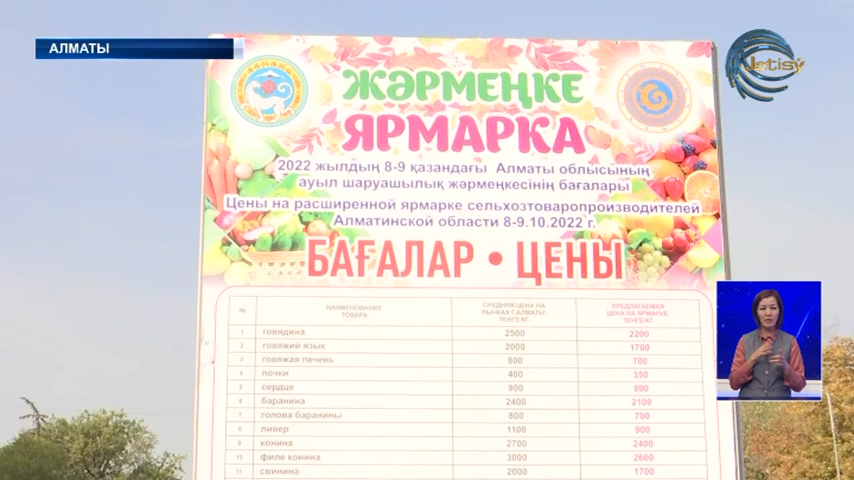 АЛМАТЫ
Jetisý
ЖӘРМЕҢКЕ
ЯРМАРКА
2022 жылдың 8-9 қазандағы Алматы облысының
ауыл шаруашылық жәрмеңкесінің бағалары
Цены на расширенной ярмарке сельхозтоваропроизводителей
Алматинской области 8-9.10.2022 г.
БАҒАЛАР • ЦЕНЫ
№ НАИМЕНОВАНИЕ ТОВАРА СРЕДНЯЯ ЦЕНА НА РЫНКАХ Г.АЛМАТЫ, ТЕНГЕ/КГ. ПРЕДЛАГАЕМАЯ ЦЕНА НА ЯРМАРКЕ, ТЕНГЕ/КГ.
1 говядина 2500 2200
2 говяжий язык 2000 1700
3 говяжая печень 800 700
4 почки 400 350
5 сердце 900 800
6 баранина 2400 2100
7 голова баранины 800 700
8 ливер 1100 900
9 конина 2700 2400
10 филе конина 3000 2600
11 свинина 2000 1700